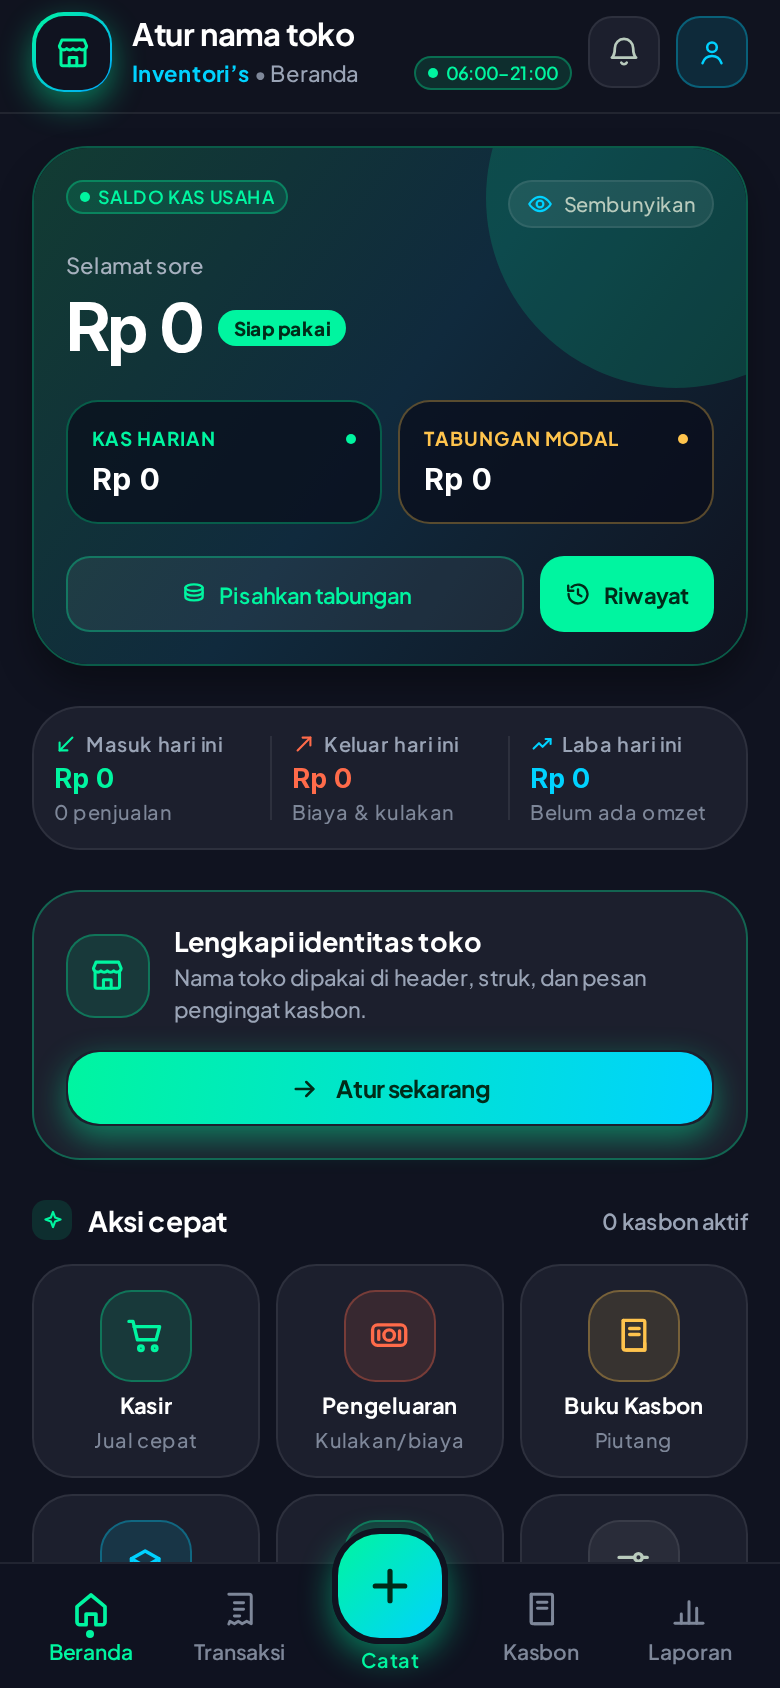 Atur nama toko
Inventori’s • Beranda
06:00–21:00
SALDO KAS USAHA
Sembunyikan
Selamat sore
Rp 0
Siap pakai
KAS HARIAN
Rp 0
TABUNGAN MODAL
Rp 0
Pisahkan tabungan
Riwayat
Masuk hari ini
Rp 0
0 penjualan
Keluar hari ini
Rp 0
Biaya & kulakan
Laba hari ini
Rp 0
Belum ada omzet
Lengkapi identitas toko
Nama toko dipakai di header, struk, dan pesan
pengingat kasbon.
Atur sekarang
Aksi cepat
0 kasbon aktif
Kasir
Jual cepat
Pengeluaran
Kulakan/biaya
Buku Kasbon
Piutang
Beranda
Transaksi
Catat
Kasbon
Laporan